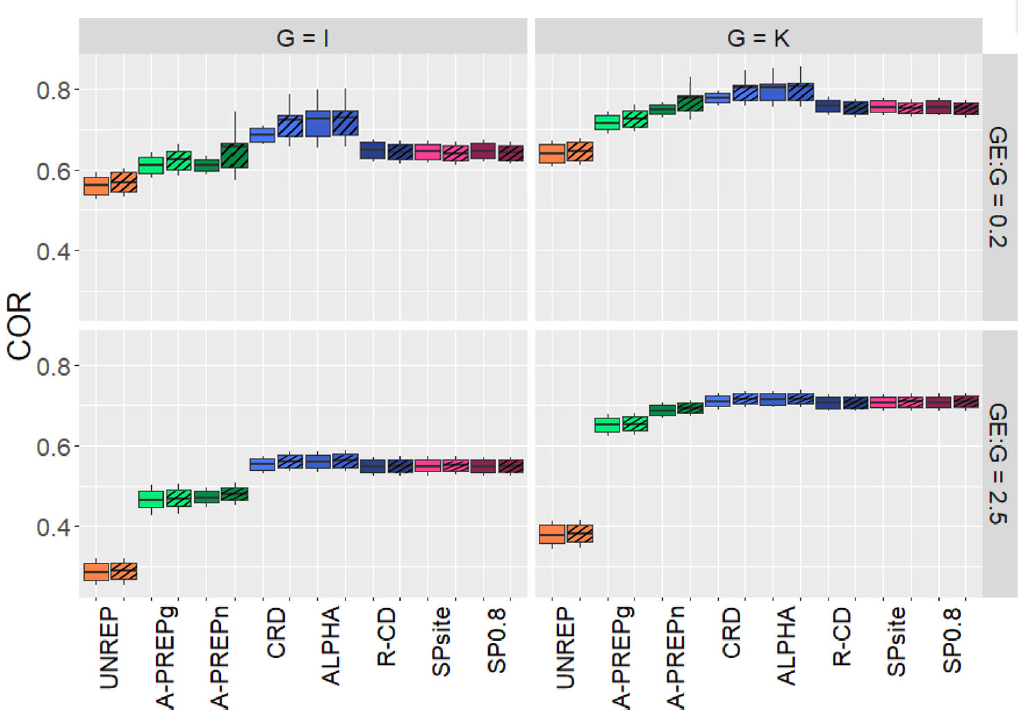 G = I
G = K
0.8
0.6
0.4
GE:G = 0.2
COR
0.8
0.6
0.4
GE:G = 2.5
UNREP
A-PREPg
A-PREPn
CRD
ALPHA
R-CD
SPsite
SP0.8
UNREP
A-PREPg
A-PREPn
CRD
ALPHA
R-CD
SPsite
SP0.8